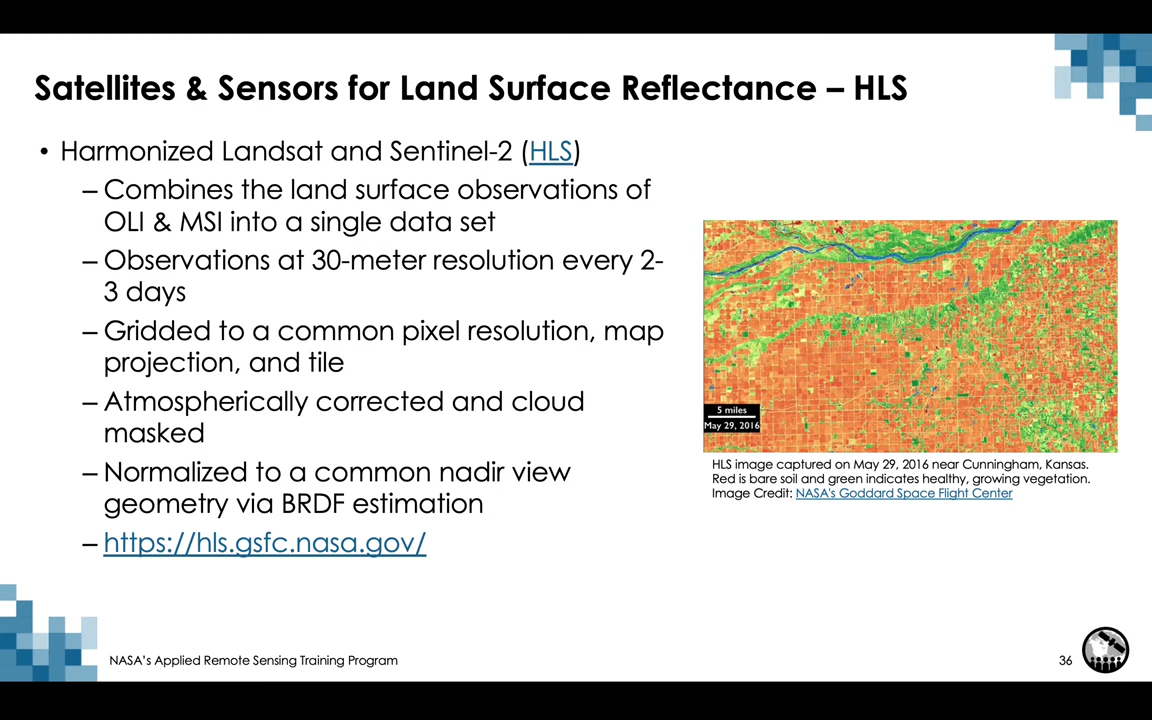 Satellites & Sensors for Land Surface Reflectance – HLS
• Harmonized Landsat and Sentinel-2 (HLS)
– Combines the land surface observations of
OLI & MSI into a single data set
– Observations at 30-meter resolution every 2-
3 days
– Gridded to a common pixel resolution, map
projection, and tile
– Atmospherically corrected and cloud
masked
– Normalized to a common nadir view
geometry via BRDF estimation
– https://hls.gsfc.nasa.gov/
5 miles
May 29, 2016
HLS image captured on May 29, 2016 near Cunningham, Kansas.
Red is bare soil and green indicates healthy, growing vegetation.
Image Credit: NASA's Goddard Space Flight Center
NASA's Applied Remote Sensing Training Program
36